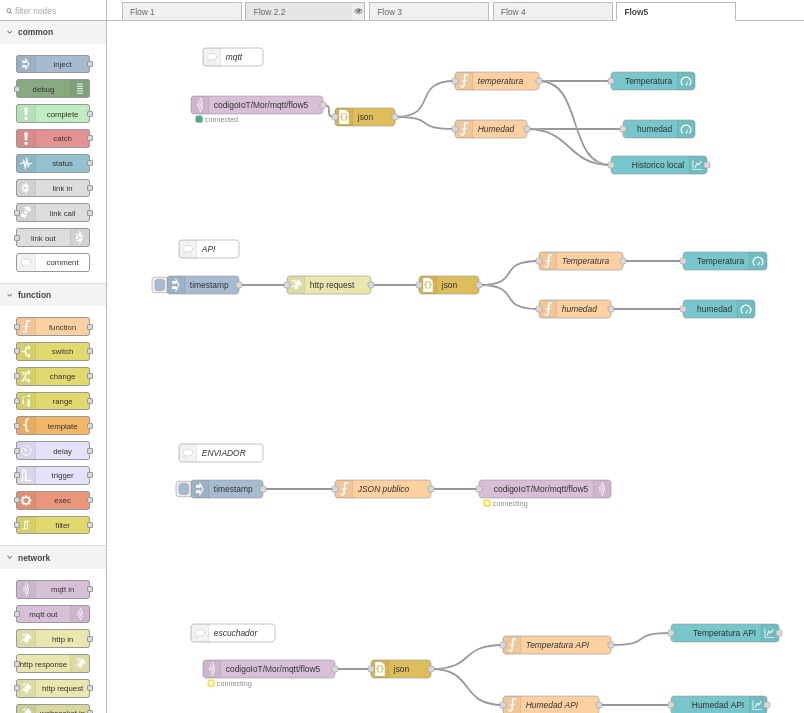 filter nodes
common
inject
debug
complete
catch
status
link in
link call
link out
comment
function
function
switch
change
range
template
delay
trigger
exec
filter
network
mqtt in
mqtt out
http in
http response
http request
websocket in
Flow 1
Flow 2.2
Flow 3
Flow 4
Flow5
mqtt
codigoIoT/Mor/mqtt/flow5
connected
json
temperatura
Humedad
Temperatura
humedad
Historico local
API
timestamp
http request
json
Temperatura
humedad
Temperatura
humedad
ENVIADOR
timestamp
JSON publico
codigoIoT/Mor/mqtt/flow5
connecting
escuchador
codigoIoT/Mor/mqtt/flow5
connecting
json
Temperatura API
Humedad API
Temperatura API
Humedad API